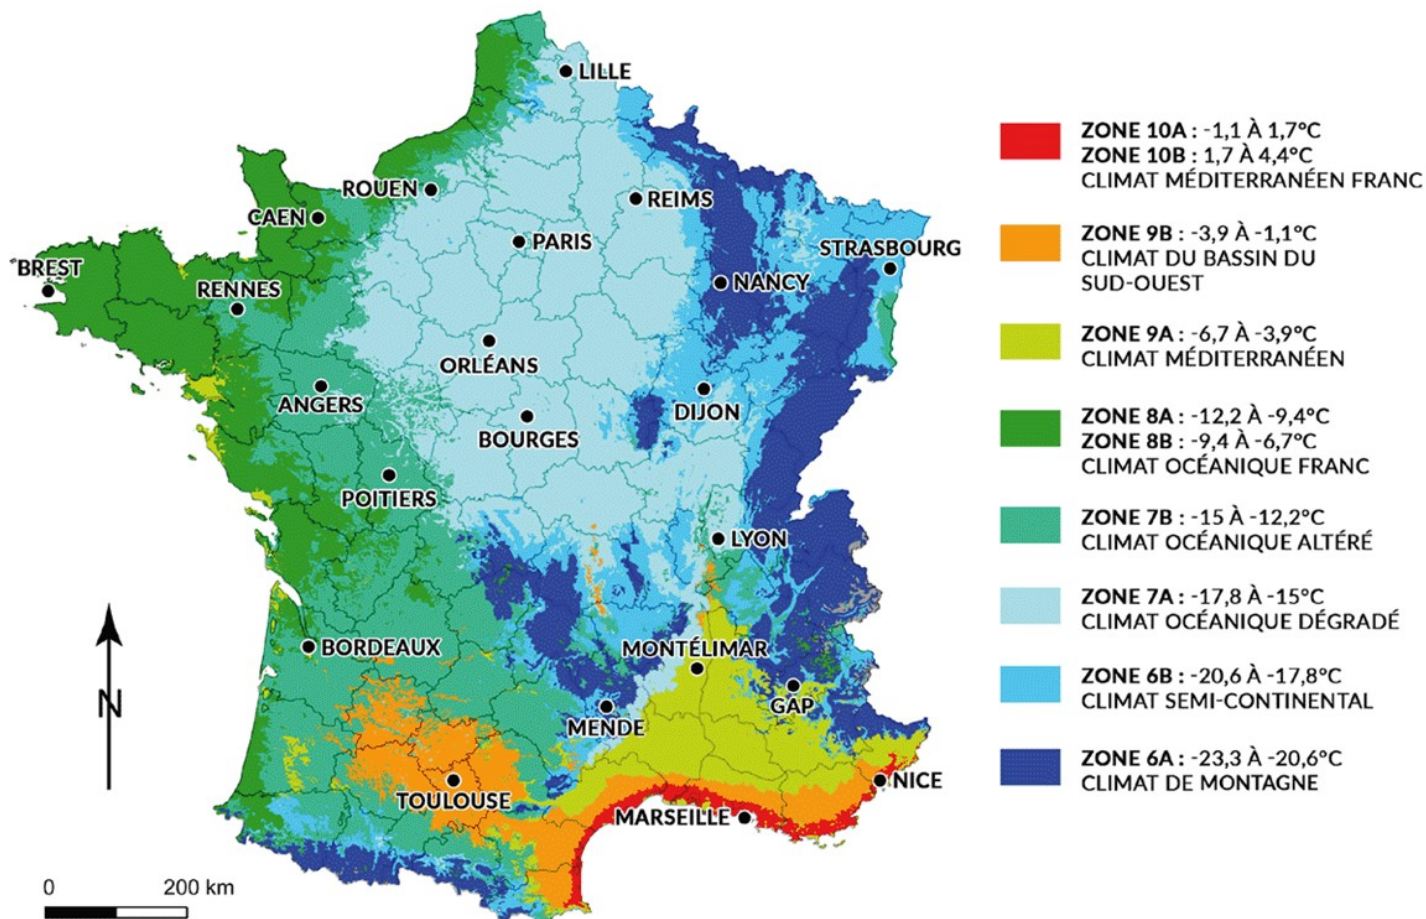 LILLE
ROUEN
REIMS
CAEN
PARIS
STRASBOURG
BREST
NANCY
RENNES
ORLÉANS
ANGERS
DIJON
BOURGES
POITIERS
LYON
BORDEAUX
MONTÉLIMAR
GAP
MENDE
TOULOUSE
NICE
MARSEILLE
N
0 200 km
ZONE 10A : -1,1 À 1,7°C
ZONE 10B : 1,7 À 4,4°C
CLIMAT MÉDITERRANÉEN FRANC
ZONE 9B : -3,9 À -1,1°C
CLIMAT DU BASSIN DU
SUD-OUEST
ZONE 9A : -6,7 À -3,9°C
CLIMAT MÉDITERRANÉEN
ZONE 8A : -12,2 À -9,4°C
ZONE 8B : -9,4 À -6,7°C
CLIMAT OCÉANIQUE FRANC
ZONE 7B : -15 À -12,2°C
CLIMAT OCÉANIQUE ALTÉRÉ
ZONE 7A : -17,8 À -15°C
CLIMAT OCÉANIQUE DÉGRADÉ
ZONE 6B : -20,6 À -17,8°C
CLIMAT SEMI-CONTINENTAL
ZONE 6A : -23,3 À -20,6°C
CLIMAT DE MONTAGNE